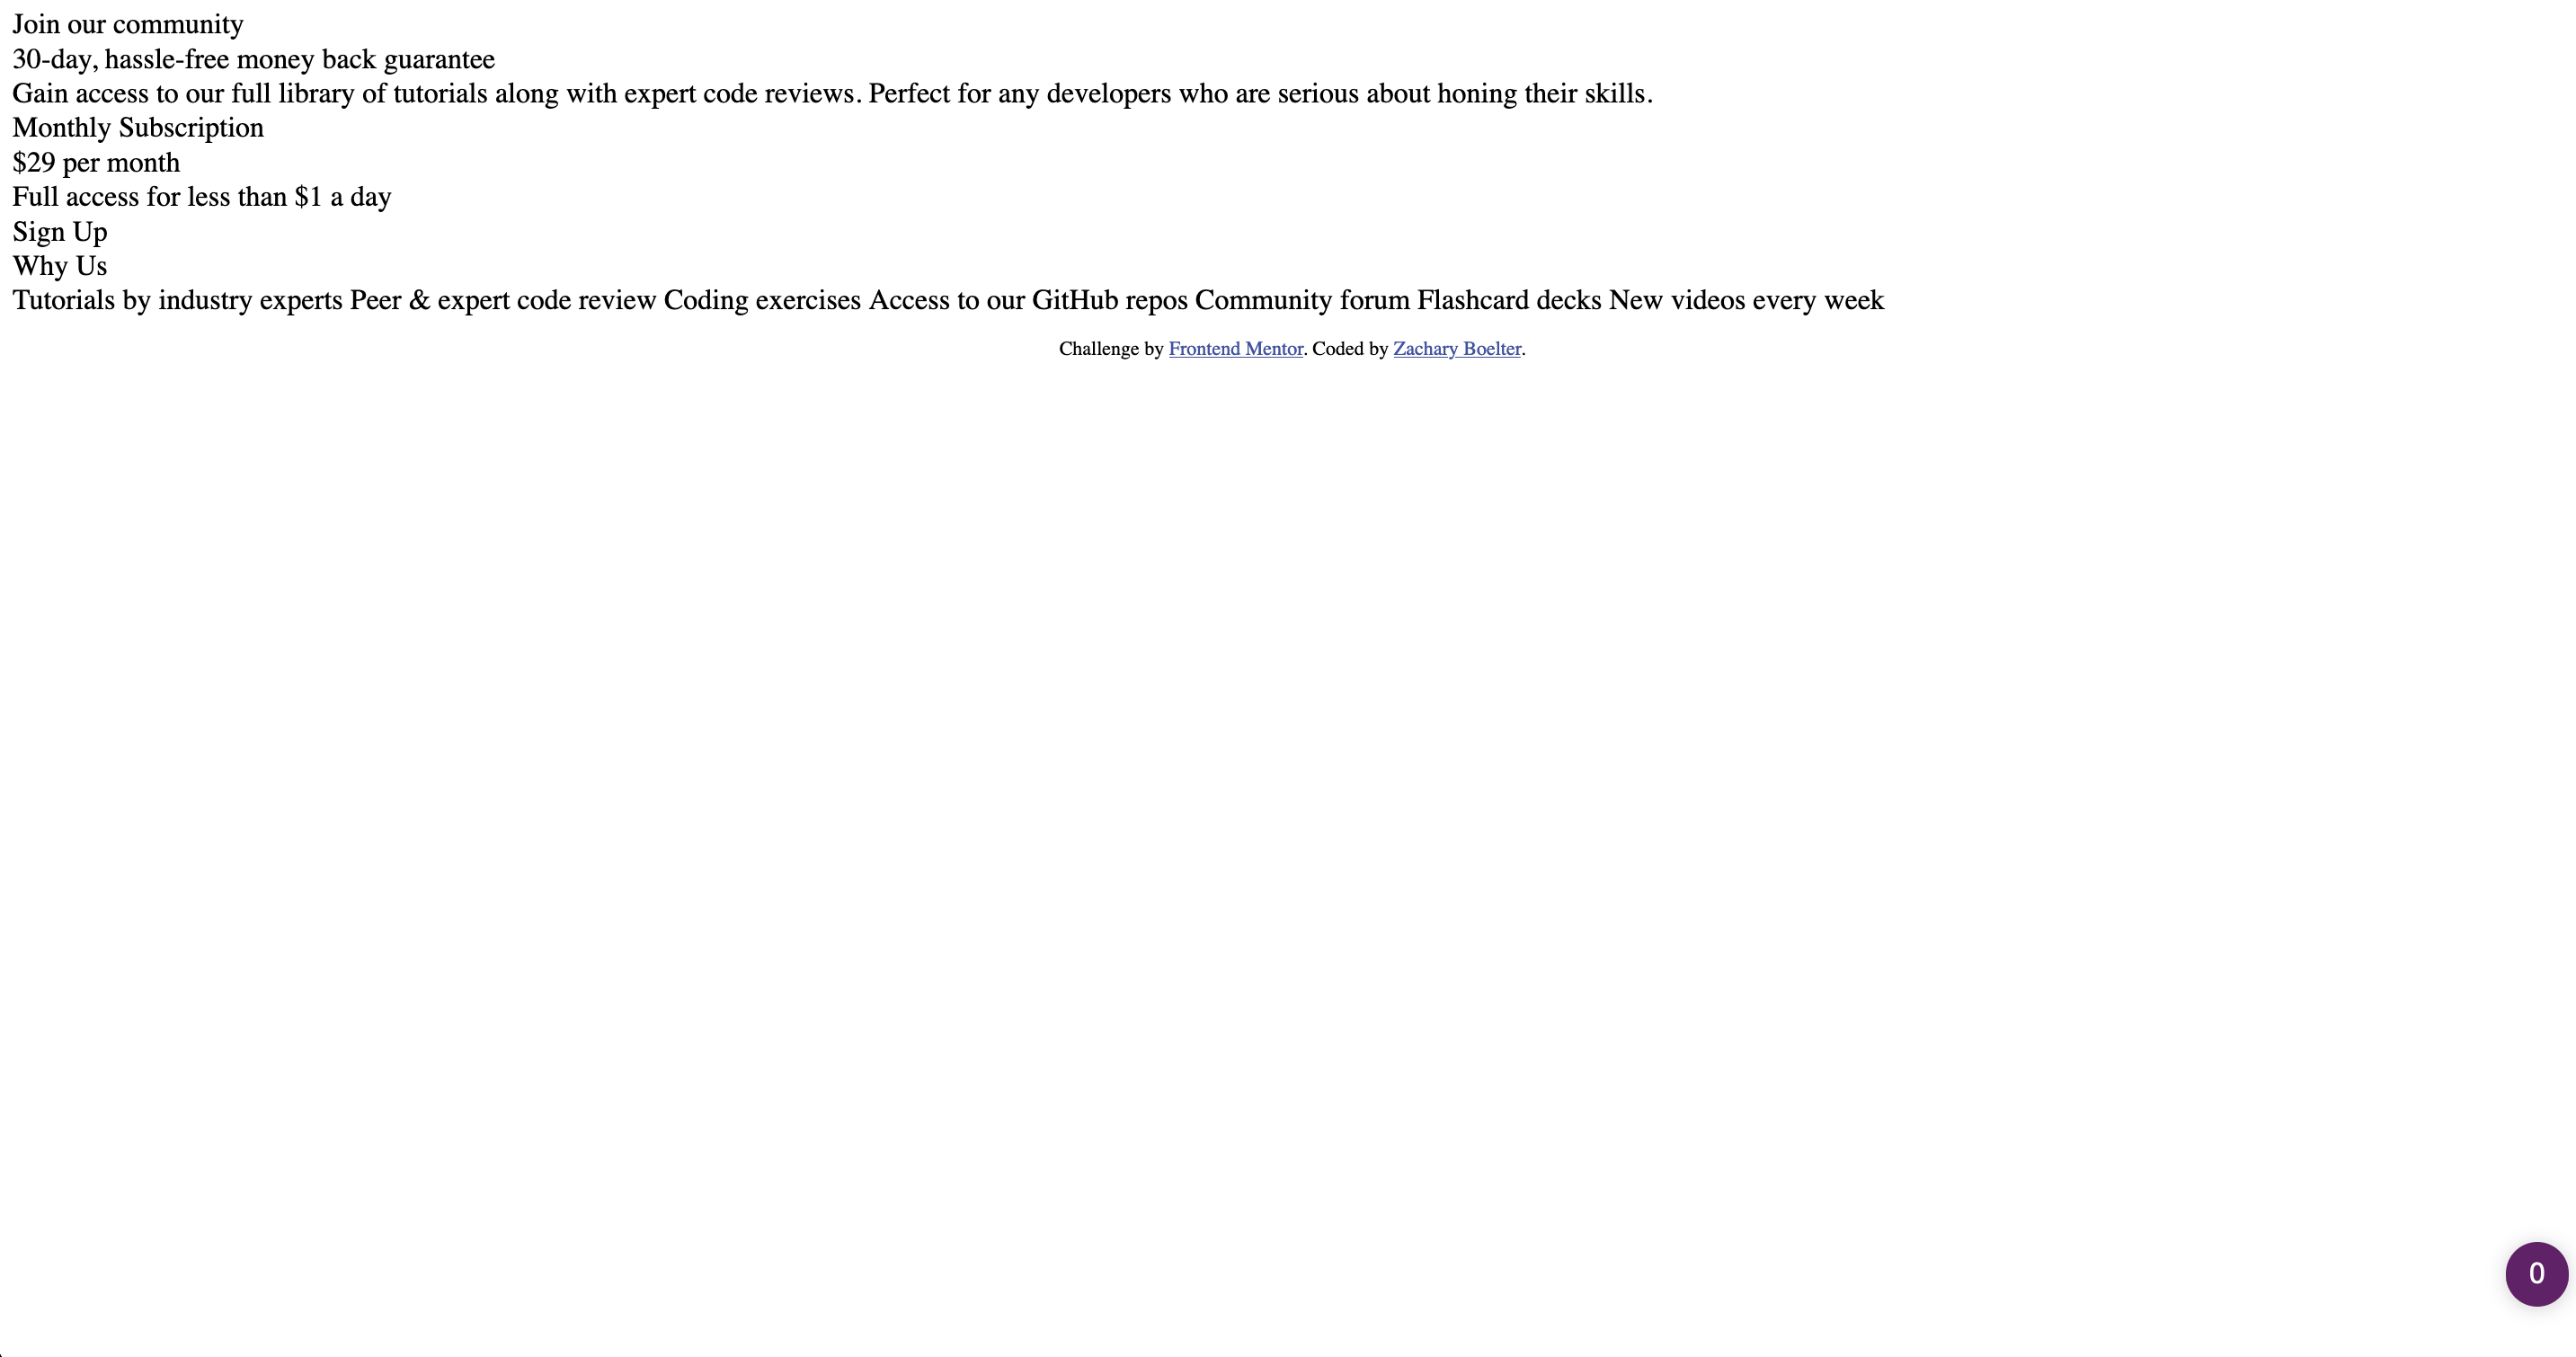 Join our community
30-day, hassle-free money back guarantee
Gain access to our full library of tutorials along with expert code reviews. Perfect for any developers who are serious about honing their skills.
Monthly Subscription
$29 per month
Full access for less than $1 a day
Sign Up
Why Us
Tutorials by industry experts Peer & expert code review Coding exercises Access to our GitHub repos Community forum Flashcard decks New videos every week
Challenge by Frontend Mentor. Coded by Zachary Boelter.
0